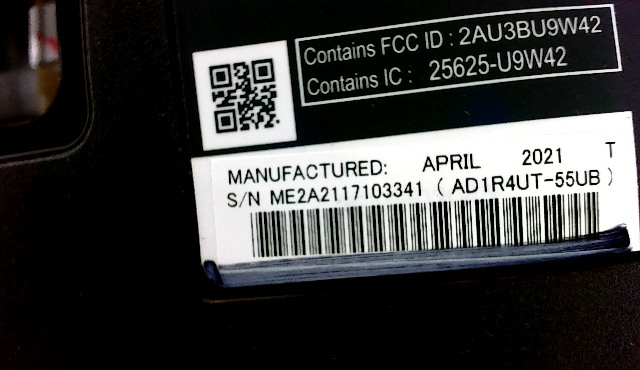 Contains FCC ID : 2AU3BU9W42
Contains IC : 25625-U9W42
MANUFACTURED: APRIL 2021 T
S/N ME2A2117103341 ( AD1R4UT-55UB )